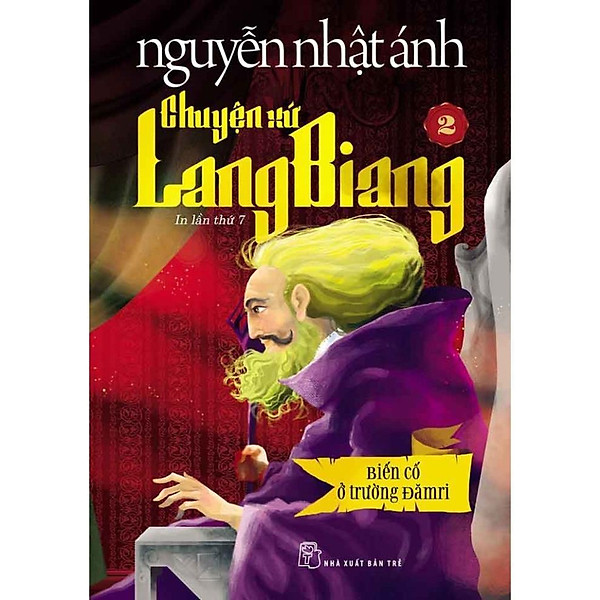 nguyễn nhật ánh
Chuyện xứ
2
LangBiang
In lần thứ 7
Biến cố
ở trường Đămri
NHÀ XUẤT BẢN TRẺ